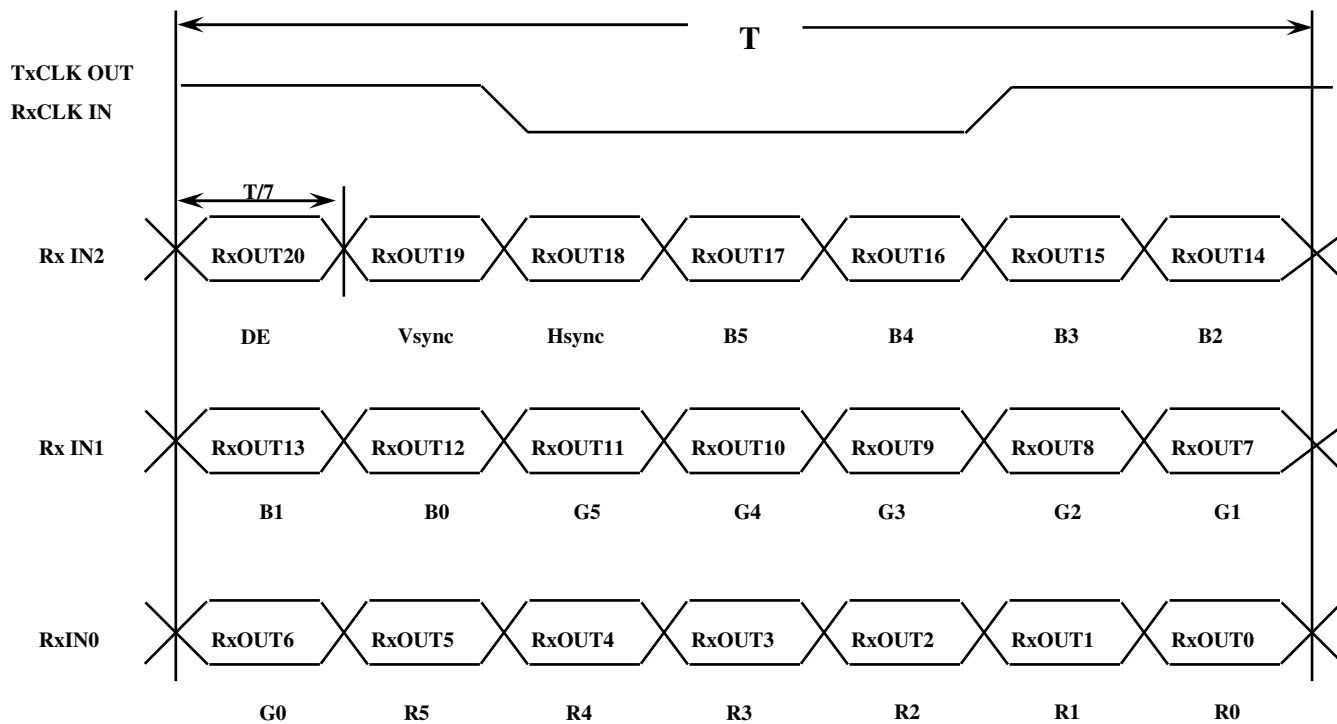 T
TxCLK OUT
RxCLK IN
T/7
Rx IN2 RxOUT20 RxOUT19 RxOUT18 RxOUT17 RxOUT16 RxOUT15 RxOUT14
DE Vsync Hsync B5 B4 B3 B2
Rx IN1 RxOUT13 RxOUT12 RxOUT11 RxOUT10 RxOUT9 RxOUT8 RxOUT7
B1 B0 G5 G4 G3 G2 G1
RxIN0 RxOUT6 RxOUT5 RxOUT4 RxOUT3 RxOUT2 RxOUT1 RxOUT0
G0 R5 R4 R3 R2 R1 R0